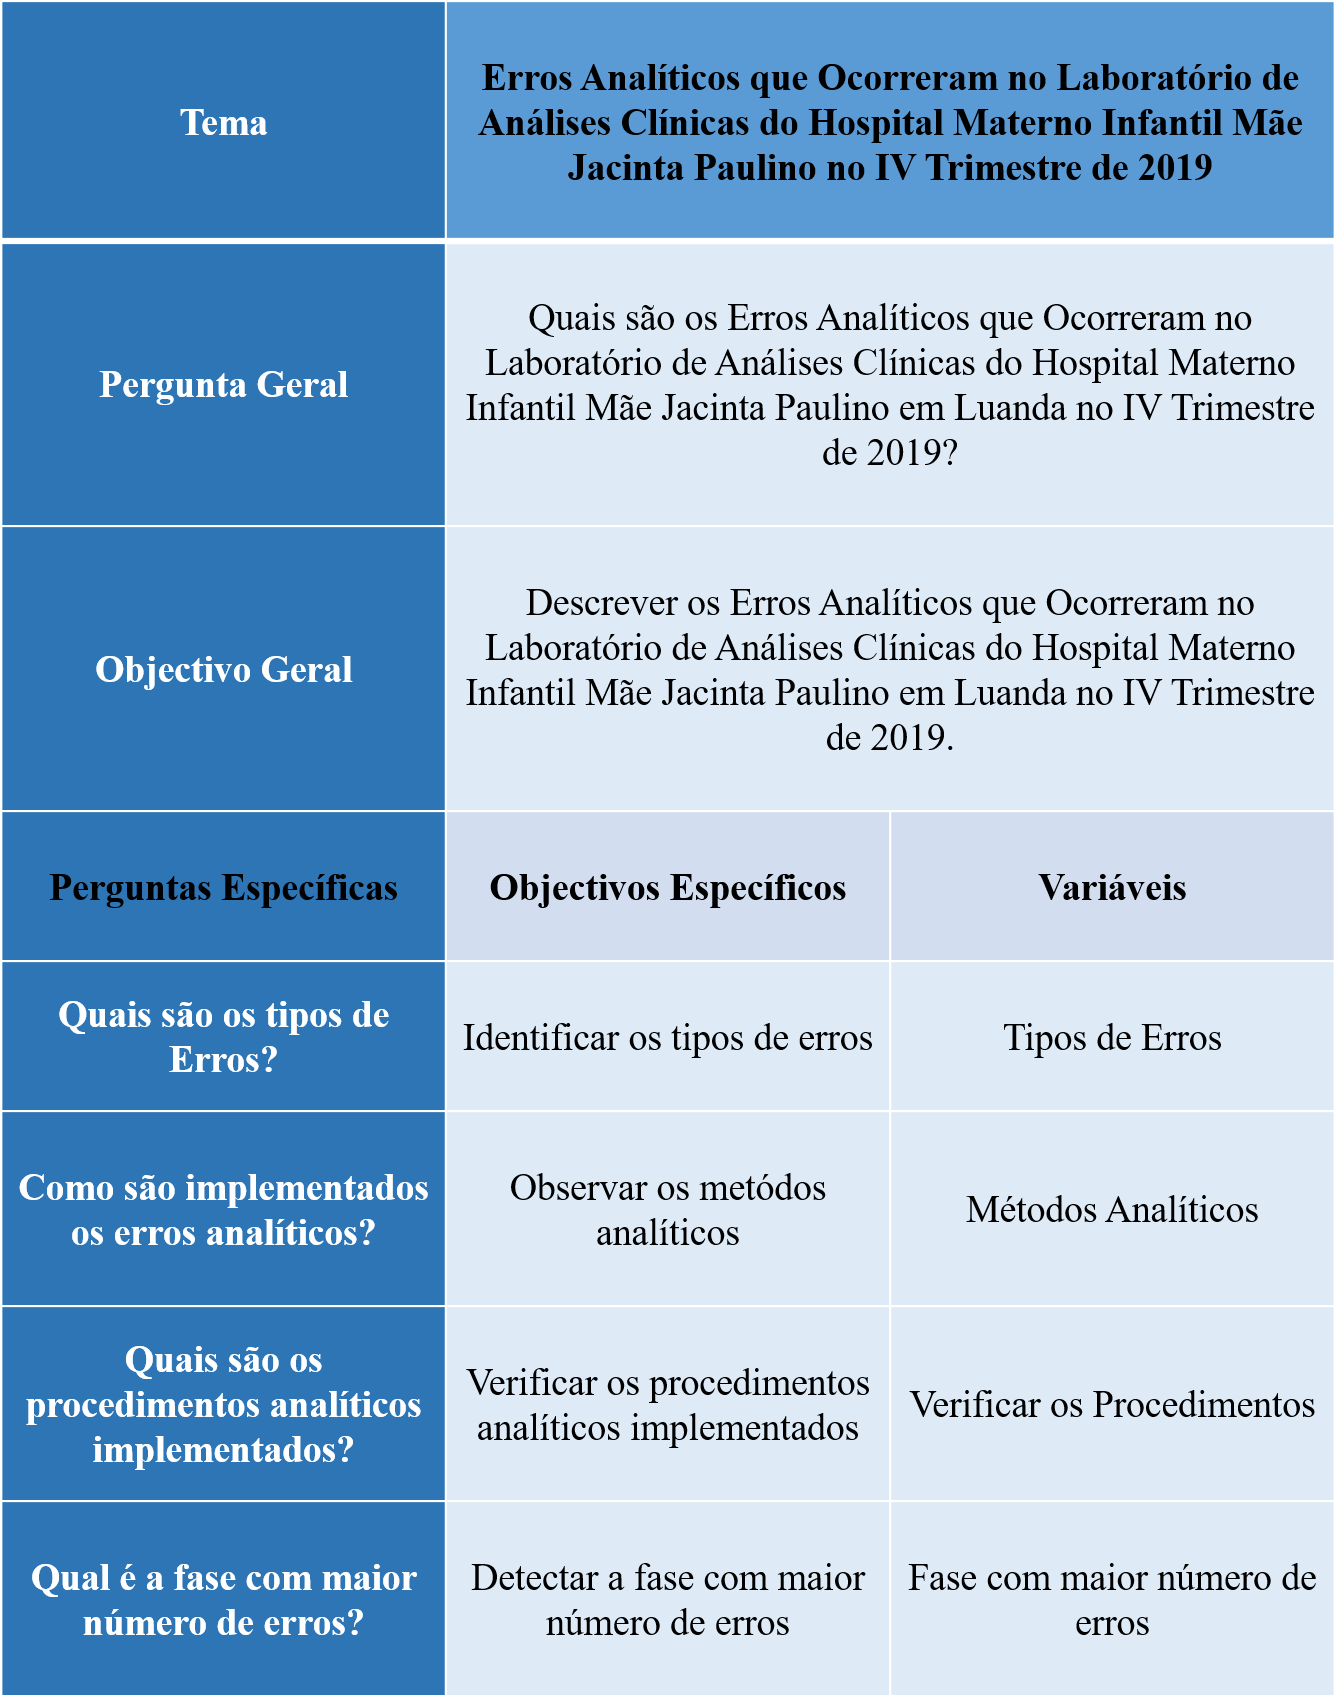 Tema
Erros Analíticos que Ocorreram no Laboratório de
Análises Clínicas do Hospital Materno Infantil Mãe
Jacinta Paulino no IV Trimestre de 2019
Pergunta Geral
Quais são os Erros Analíticos que Ocorreram no
Laboratório de Análises Clínicas do Hospital Materno
Infantil Mãe Jacinta Paulino em Luanda no IV Trimestre
de 2019?
Objectivo Geral
Descrever os Erros Analíticos que Ocorreram no
Laboratório de Análises Clínicas do Hospital Materno
Infantil Mãe Jacinta Paulino em Luanda no IV Trimestre
de 2019.
Perguntas Específicas
Objectivos Específicos
Variáveis
Quais são os tipos de
Erros?
Identificar os tipos de erros
Tipos de Erros
Como são implementados
os erros analíticos?
Observar os metódos
analíticos
Métodos Analíticos
Quais são os
procedimentos analíticos
implementados?
Verificar os procedimentos
analíticos implementados
Verificar os Procedimentos
Qual é a fase com maior
número de erros?
Detectar a fase com maior
número de erros
Fase com maior número de
erros